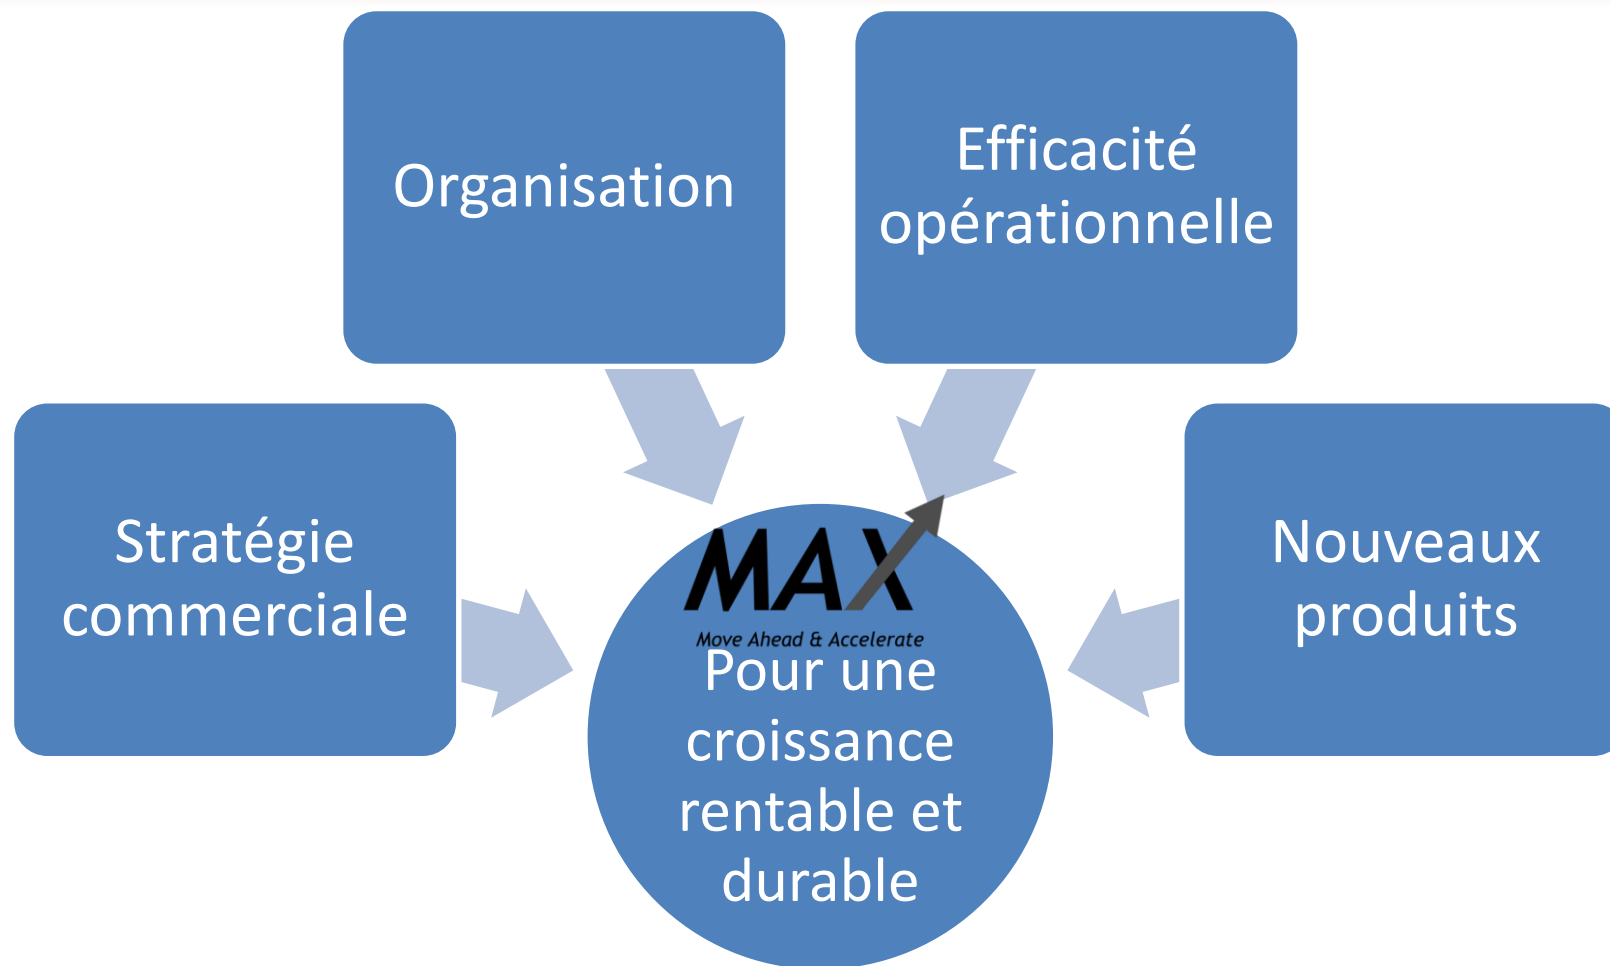 Organisation
Efficacité
opérationnelle
Stratégie
commerciale
Nouveaux
produits
MAX
Move Ahead & Accelerate
Pour une
croissance
rentable et
durable